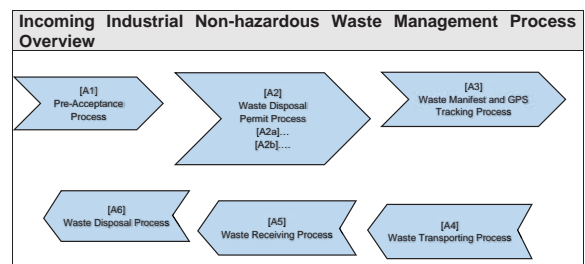 Incoming Industrial Non-hazardous Waste Management Process
Overview
[A1]
Pre-Acceptance
Process
[A2]
Waste Disposal
Permit Process
[A2a]...
[A2b]....
[A3]
Waste Manifest and GPS
Tracking Process
[A6]
Waste Disposal Process
[A5]
Waste Receiving Process
[A4]
Waste Transporting Process